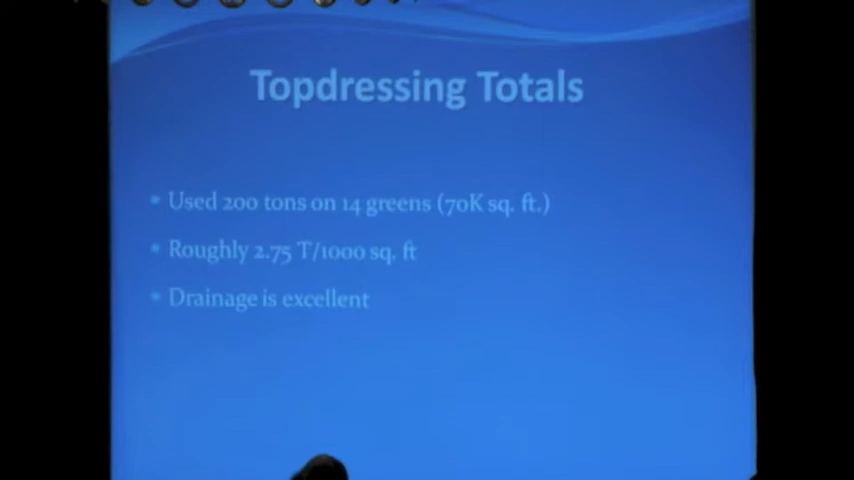 Topdressing Totals
• Used 200 tons on 14 greens (70K sq. ft.)
• Roughly 2.75 T/1000 sq. ft
• Drainage is excellent